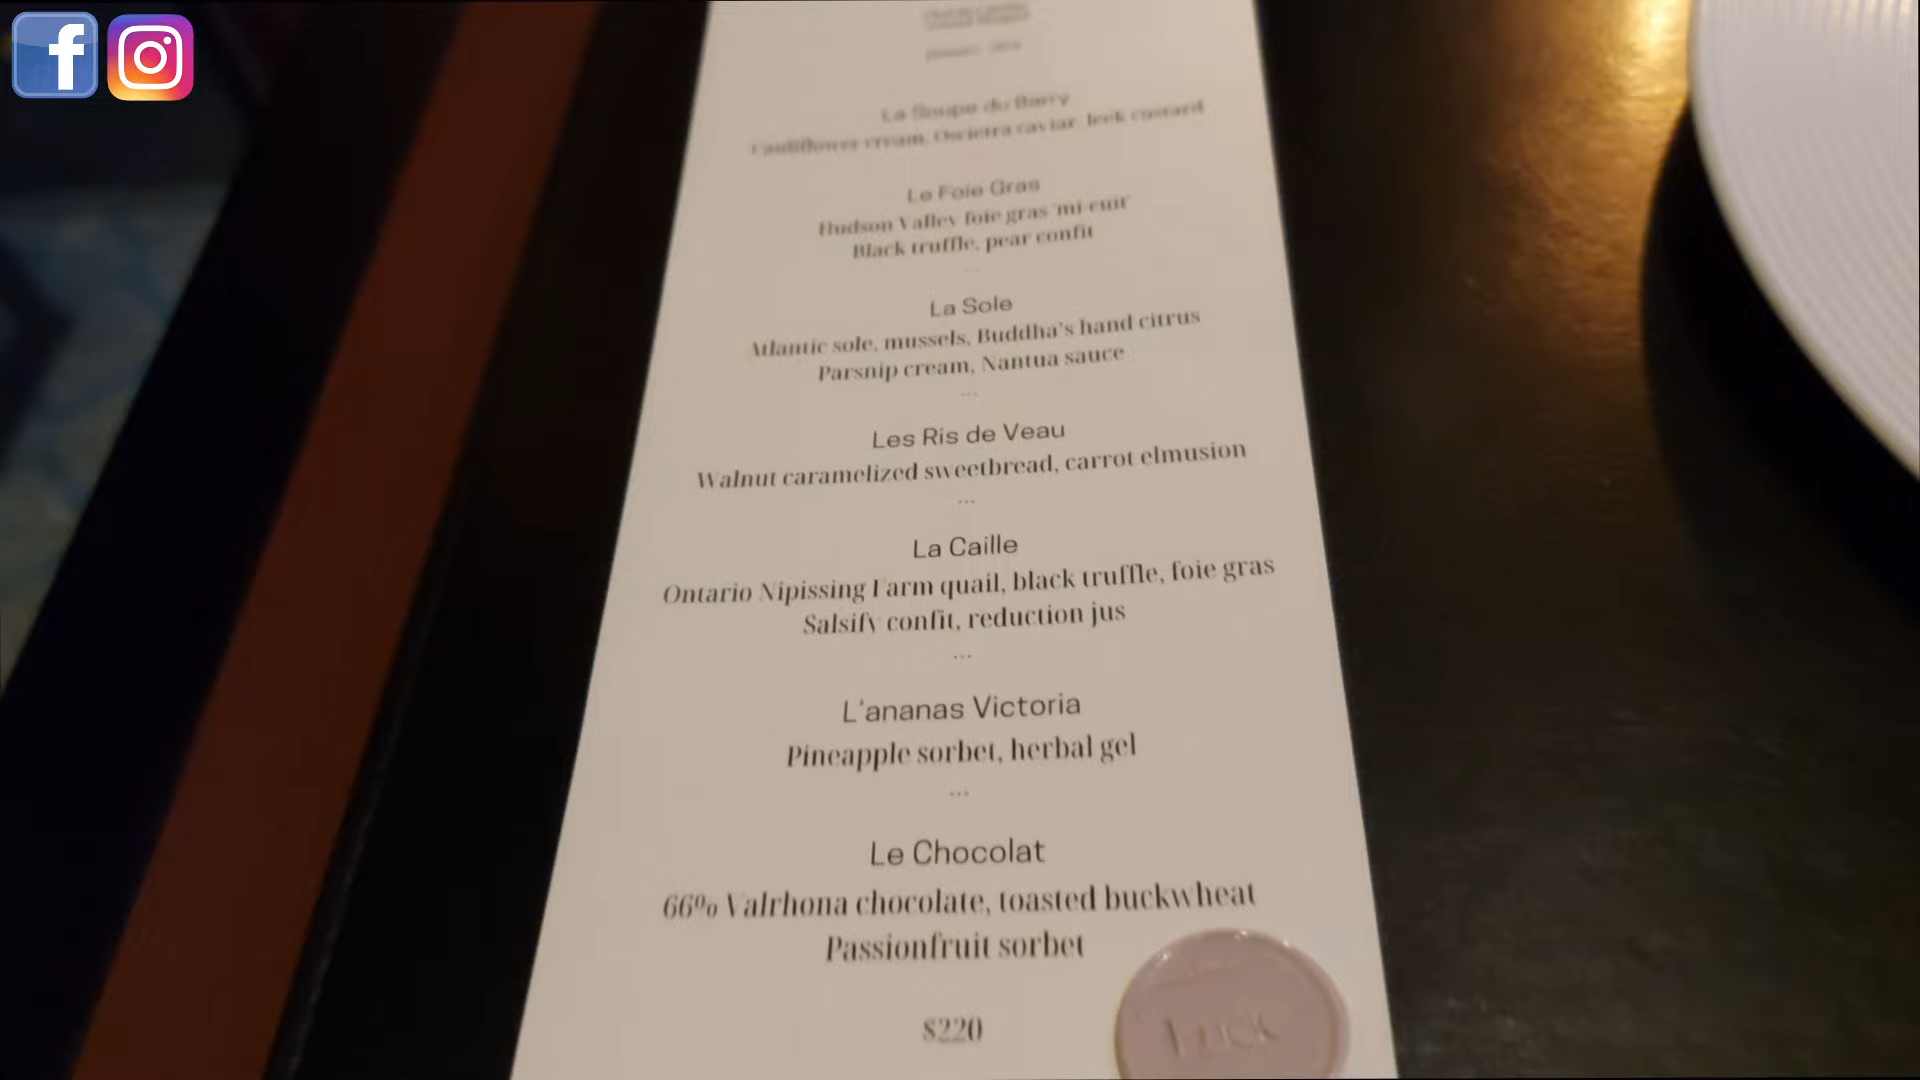 La Soupe du Barry
Cauliflower cream, Oscietra caviar, leek custard
Le Foie Gras
Hudson Valley foie gras 'mi-cuit'
Black truffle, pear confit
La Sole
Atlantic sole, mussels, Buddha's hand citrus
Parsnip cream, Nantua sauce
...
Les Ris de Veau
Walnut caramelized sweetbread, carrot elmusion
...
La Caille
Ontario Nipissing Farm quail, black truffle, foie gras
Salsify confit, reduction jus
...
L'ananas Victoria
Pineapple sorbet, herbal gel
...
Le Chocolat
66% Valrhona chocolate, toasted buckwheat
Passionfruit sorbet
$220